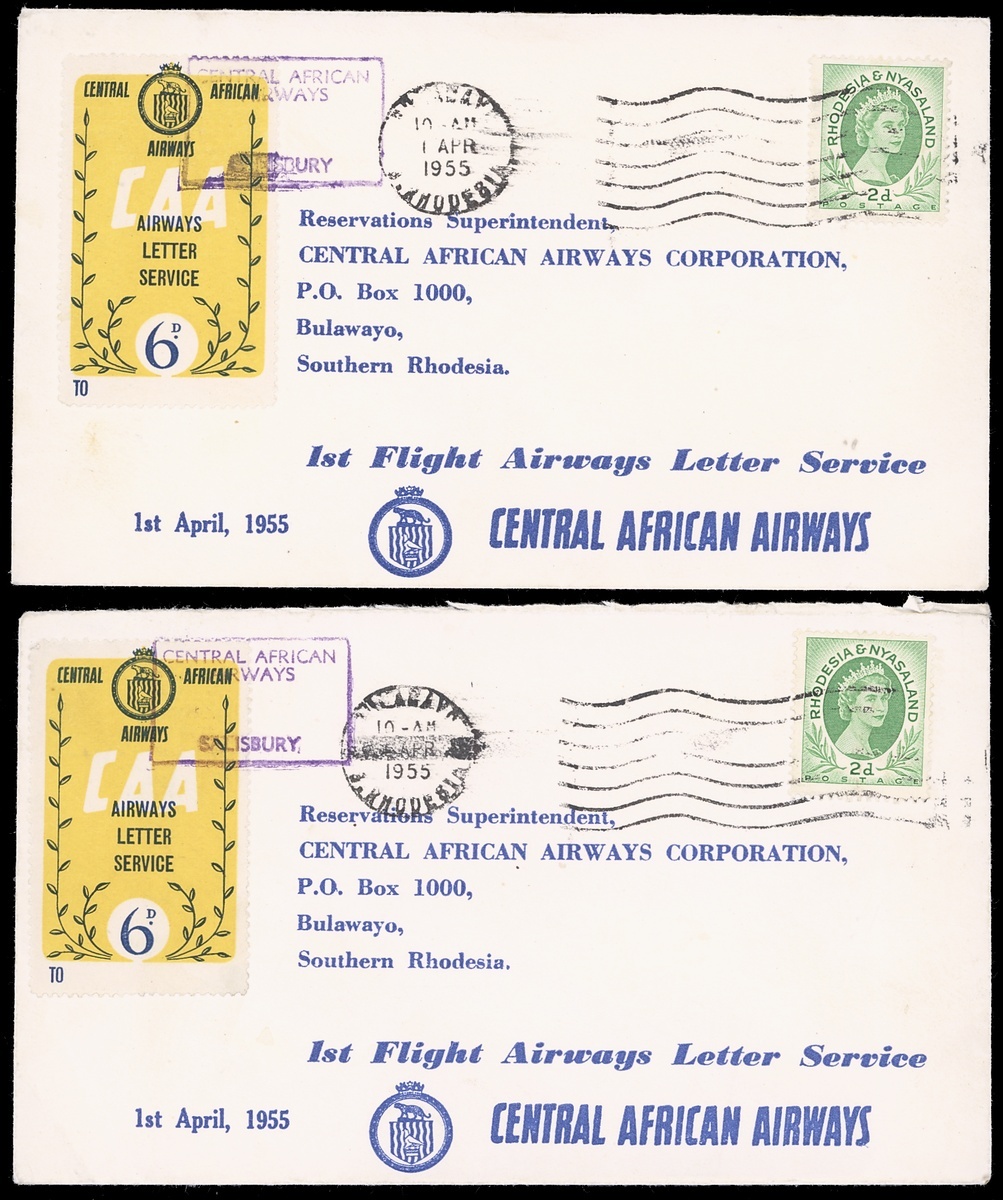 CENTRAL AFRICAN
AIRWAYS
CAA
AIRWAYS
LETTER
SERVICE
6D.
TO
CENTRAL AFRICAN
AIRWAYS
SALISBURY
BULAWAYO
10-AM
1 APR
1955
S.RHODESIA
RHODESIA & NYASALAND
2d
POSTAGE
Reservations Superintendent,
CENTRAL AFRICAN AIRWAYS CORPORATION,
P.O. Box 1000,
Bulawayo,
Southern Rhodesia.
1st Flight Airways Letter Service
1st April, 1955
CENTRAL AFRICAN AIRWAYS
CENTRAL AFRICAN
AIRWAYS
CAA
AIRWAYS
LETTER
SERVICE
6D.
TO
CENTRAL AFRICAN
AIRWAYS
SALISBURY
BULAWAYO
10-AM
APR
1955
S.RHODESIA
RHODESIA & NYASALAND
2d
POSTAGE
Reservations Superintendent,
CENTRAL AFRICAN AIRWAYS CORPORATION,
P.O. Box 1000,
Bulawayo,
Southern Rhodesia.
1st Flight Airways Letter Service
1st April, 1955
CENTRAL AFRICAN AIRWAYS